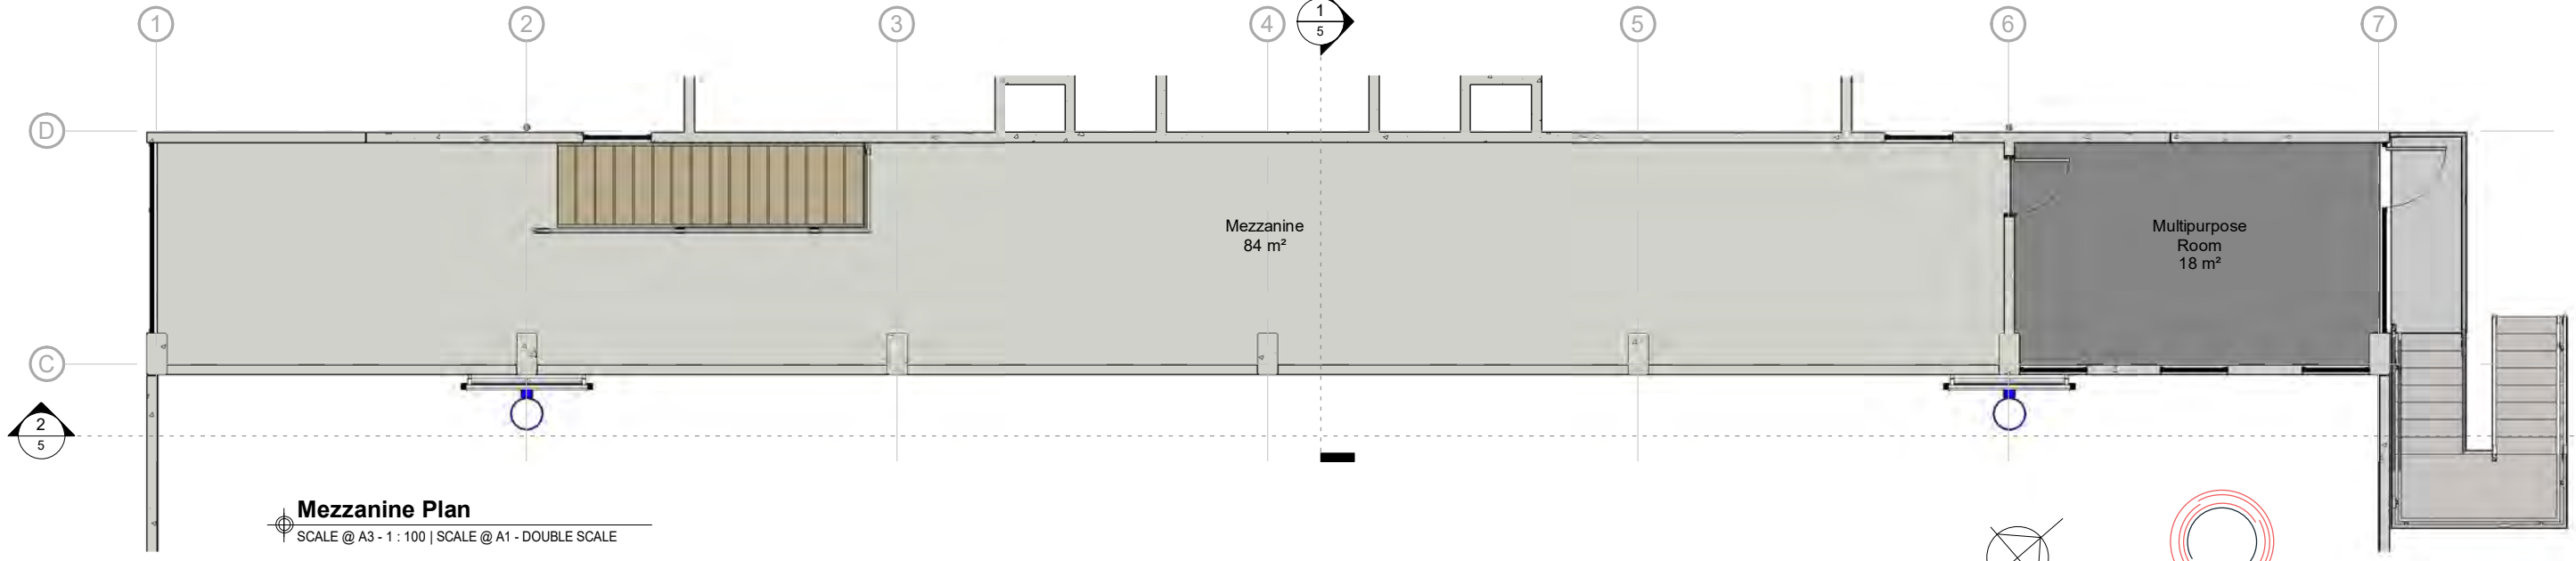 1
2
3
4
1
5
5
6
7
D
Mezzanine
84 m²
Multipurpose
Room
18 m²
C
2
5
Mezzanine Plan
SCALE @ A3 - 1 : 100 | SCALE @ A1 - DOUBLE SCALE